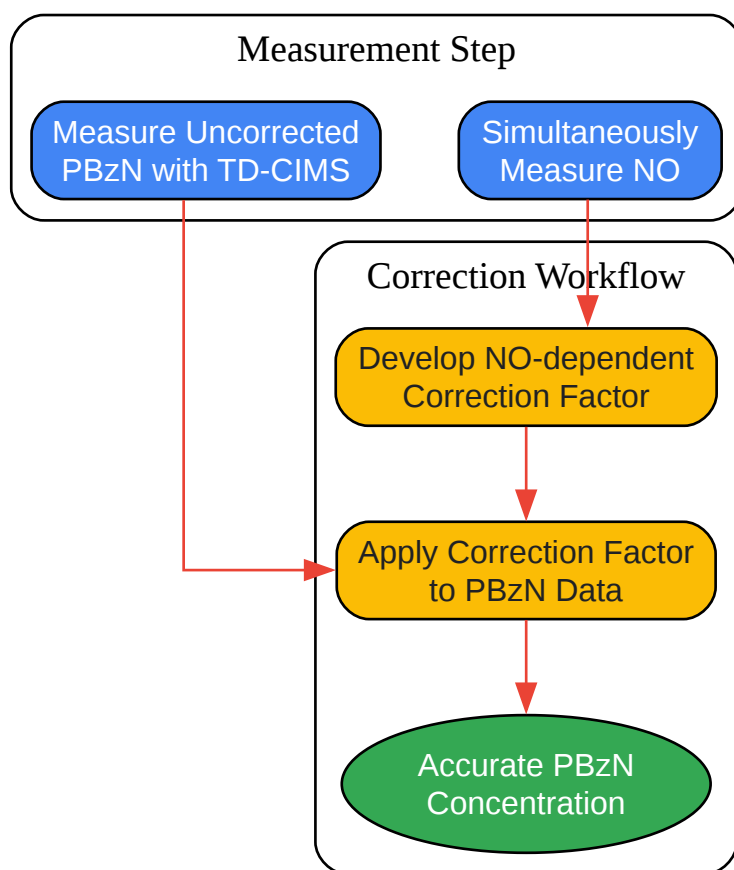 Measurement Step
Measure Uncorrected
PBzN with TD-CIMS
Simultaneously
Measure NO
Correction Workflow
Develop NO-dependent
Correction Factor
Apply Correction Factor
to PBzN Data
Accurate PBzN
Concentration